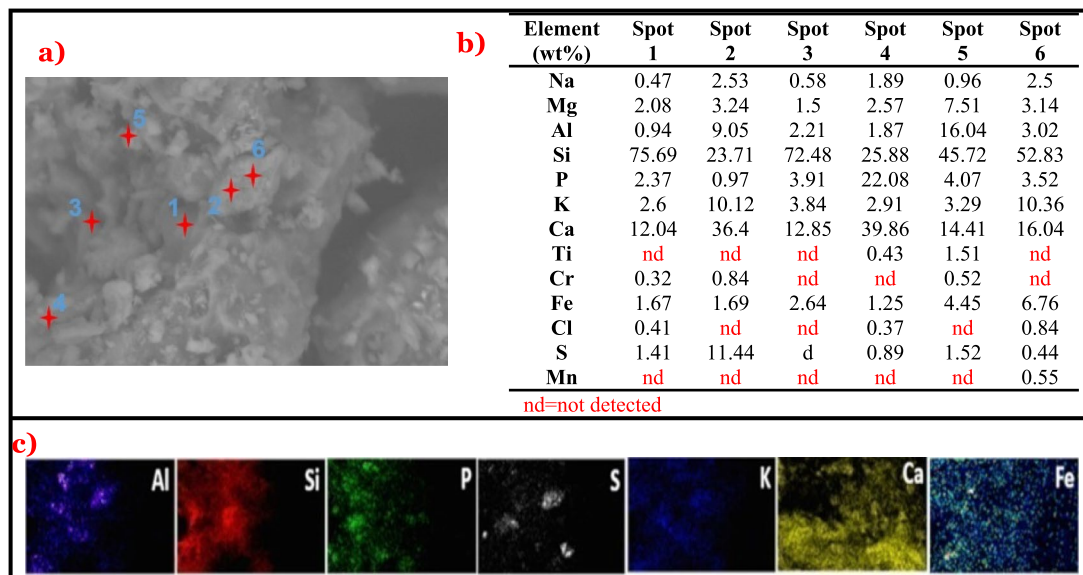 a)
5
6
3
1
2
4
b)
Element Spot Spot Spot Spot Spot Spot
(wt%) 1 2 3 4 5 6
Na 0.47 2.53 0.58 1.89 0.96 2.5
Mg 2.08 3.24 1.5 2.57 7.51 3.14
Al 0.94 9.05 2.21 1.87 16.04 3.02
Si 75.69 23.71 72.48 25.88 45.72 52.83
P 2.37 0.97 3.91 22.08 4.07 3.52
K 2.6 10.12 3.84 2.91 3.29 10.36
Ca 12.04 36.4 12.85 39.86 14.41 16.04
Ti nd nd nd 0.43 1.51 nd
Cr 0.32 0.84 nd nd 0.52 nd
Fe 1.67 1.69 2.64 1.25 4.45 6.76
Cl 0.41 nd nd 0.37 nd 0.84
S 1.41 11.44 d 0.89 1.52 0.44
Mn nd nd nd nd nd 0.55
nd=not detected
c)
Al Si P S K Ca Fe